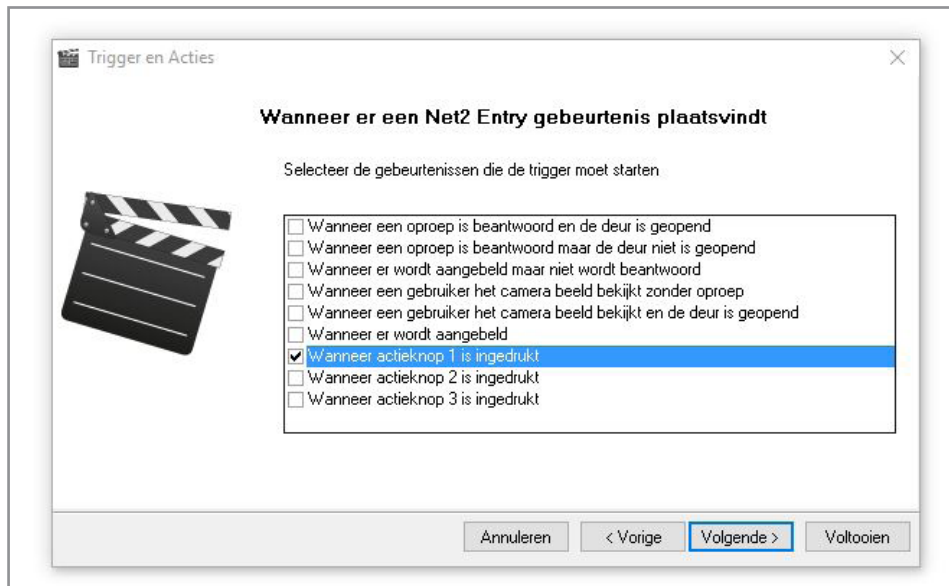 Trigger en Acties
Wanneer er een Net2 Entry gebeurtenis plaatsvindt
Selecteer de gebeurtenissen die de trigger moet starten
Wanneer een oproep is beantwoord en de deur is geopend
Wanneer een oproep is beantwoord maar de deur niet is geopend
Wanneer er wordt aangebeld maar niet wordt beantwoord
Wanneer een gebruiker het camera beeld bekijkt zonder oproep
Wanneer een gebruiker het camera beeld bekijkt en de deur is geopend
Wanneer er wordt aangebeld
Wanneer actieknop 1 is ingedrukt
Wanneer actieknop 2 is ingedrukt
Wanneer actieknop 3 is ingedrukt
Annuleren < Vorige Volgende > Voltooien